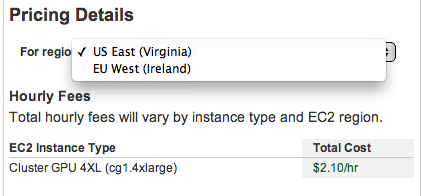 Pricing Details
For regio ✓ US East (Virginia)
EU West (Ireland)
Hourly Fees
Total hourly fees will vary by instance type and EC2 region.
EC2 Instance Type Total Cost
Cluster GPU 4XL (cg1.4xlarge) $2.10/hr